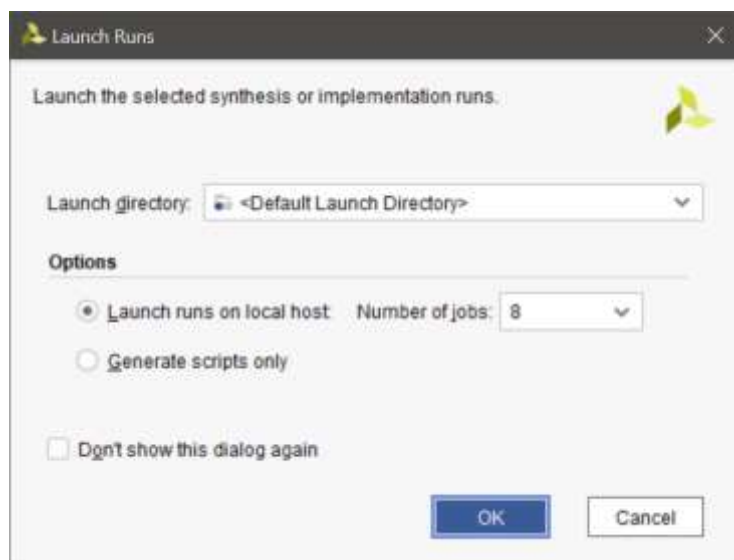 Launch Runs
Launch the selected synthesis or implementation runs.
Launch directory: <Default Launch Directory>
Options
Launch runs on local host Number of jobs: 8
Generate scripts only
Don't show this dialog again
OK Cancel